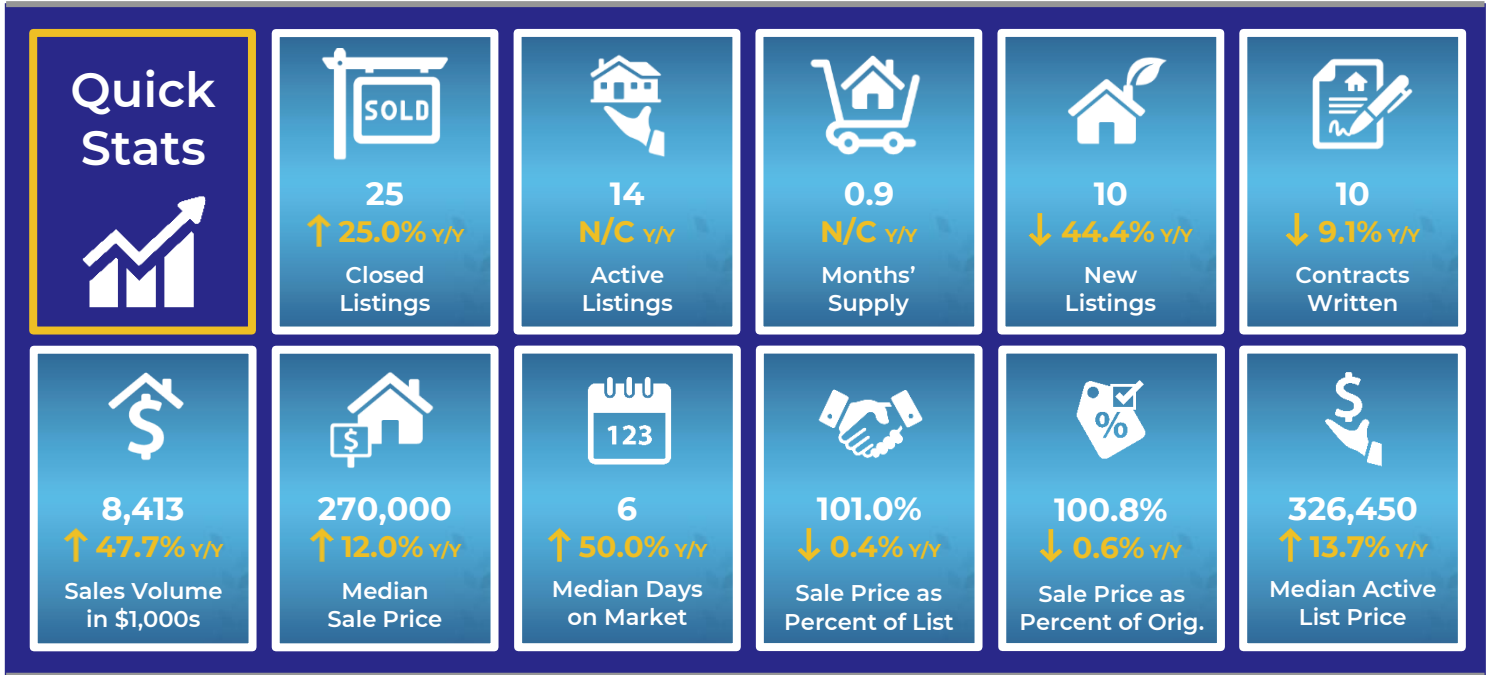 Quick
Stats
SOLD
25
↑ 25.0% Y/Y
Closed
Listings
14
N/C Y/Y
Active
Listings
0.9
N/C Y/Y
Months’
Supply
10
↓ 44.4% Y/Y
New
Listings
10
↓ 9.1% Y/Y
Contracts
Written
$
8,413
↑ 47.7% Y/Y
Sales Volume
in $1,000s
$
270,000
↑ 12.0% Y/Y
Median
Sale Price
123
6
↑ 50.0% Y/Y
Median Days
on Market
101.0%
↓ 0.4% Y/Y
Sale Price as
Percent of List
%
100.8%
↓ 0.6% Y/Y
Sale Price as
Percent of Orig.
$
326,450
↑ 13.7% Y/Y
Median Active
List Price